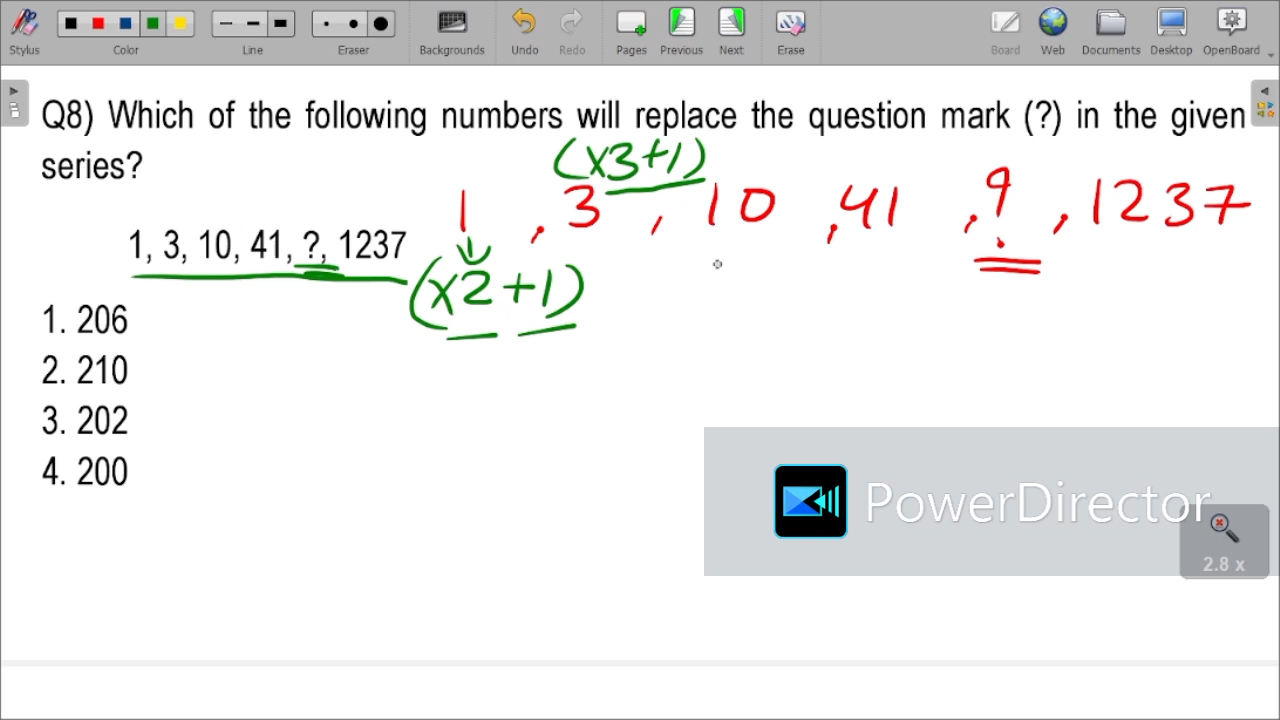 Stylus Color Line Eraser Backgrounds Undo Redo Pages Previous Next Erase Board Web Documents Desktop OpenBoard
Q8) Which of the following numbers will replace the question mark (?) in the given
series?
(x3+1)
1 , 3 , 10 , 41 , ? , 1237
1, 3, 10, 41, ?, 1237
(x2+1)
1. 206
2. 210
3. 202
4. 200
PowerDirector
2.8 x